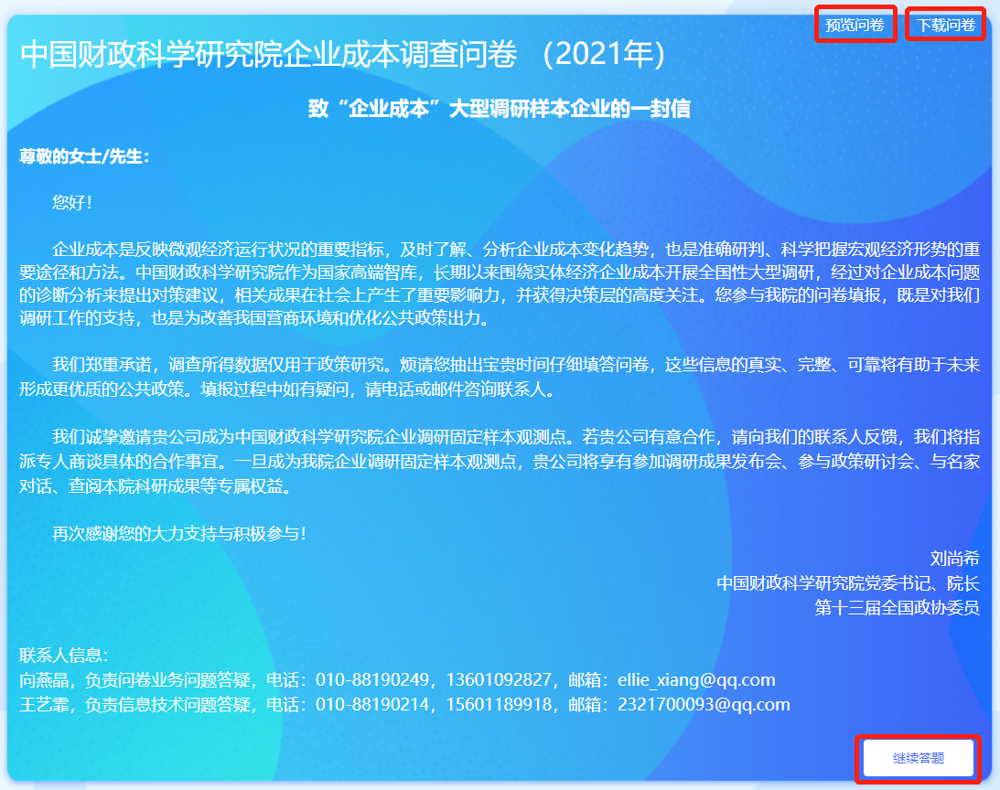 预览问卷 下载问卷
中国财政科学研究院企业成本调查问卷 （2021年）
致“企业成本”大型调研样本企业的一封信
尊敬的女士/先生：
您好！
企业成本是反映微观经济运行状况的重要指标，及时了解、分析企业成本变化趋势，也是准确研判、科学把握宏观经济形势的重
要途径和方法。中国财政科学研究院作为国家高端智库，长期以来围绕实体经济企业成本开展全国性大型调研，经过对企业成本问题
的诊断分析来提出对策建议，相关成果在社会上产生了重要影响力，并获得决策层的高度关注。您参与我院的问卷填报，既是对我们
调研工作的支持，也是为改善我国营商环境和优化公共政策出力。
我们郑重承诺，调查所得数据仅用于政策研究。烦请您抽出宝贵时间仔细填答问卷，这些信息的真实、完整、可靠将有助于未来
形成更优质的公共政策。填报过程中如有疑问，请电话或邮件咨询联系人。
我们诚挚邀请贵公司成为中国财政科学研究院企业调研固定样本观测点。若贵公司有意合作，请向我们的联系人反馈，我们将指
派专人商谈具体的合作事宜。一旦成为我院企业调研固定样本观测点，贵公司将享有参加调研成果发布会、参与政策研讨会、与名家
对话、查阅本院科研成果等专属权益。
再次感谢您的大力支持与积极参与！
刘尚希
中国财政科学研究院党委书记、院长
第十三届全国政协委员
联系人信息：
向燕晶，负责问卷业务问题答疑，电话：010-88190249，13601092827，邮箱：ellie_xiang@qq.com
王艺霏，负责信息技术问题答疑，电话：010-88190214，15601189918，邮箱：2321700093@qq.com
继续答题